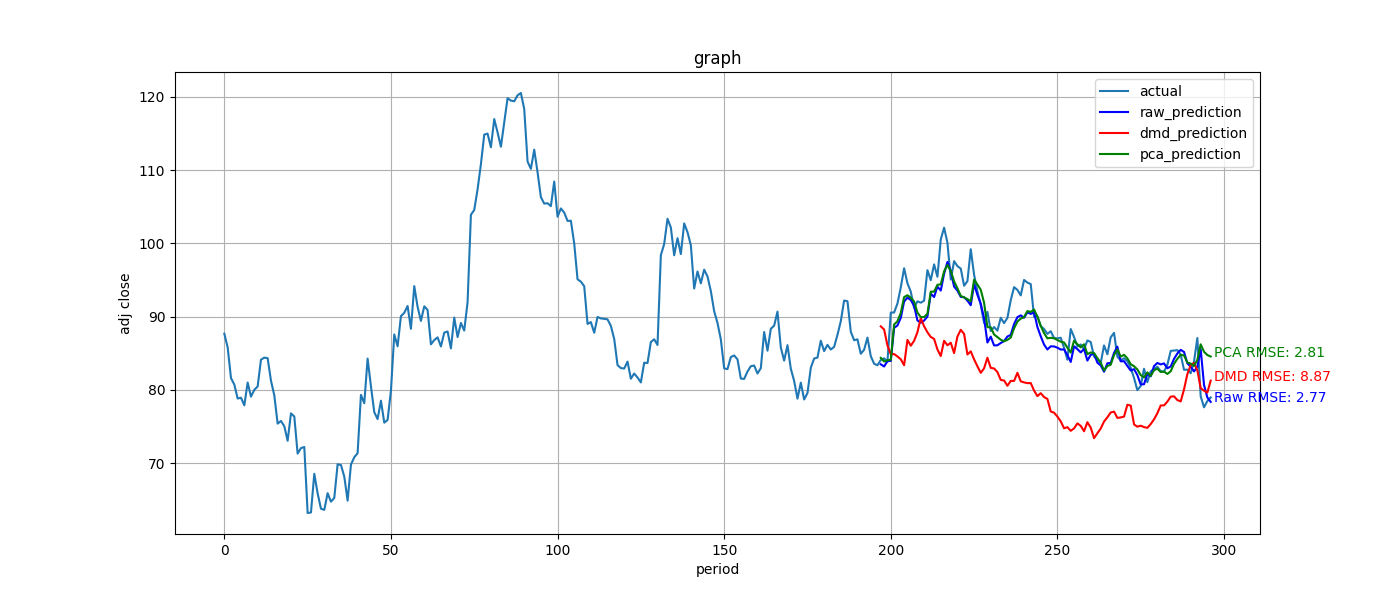 graph
actual
raw_prediction
dmd_prediction
pca_prediction
120
110
100
90
80
70
adj close
PCA RMSE: 2.81
DMD RMSE: 8.87
Raw RMSE: 2.77
0 50 100 150 200 250 300
period